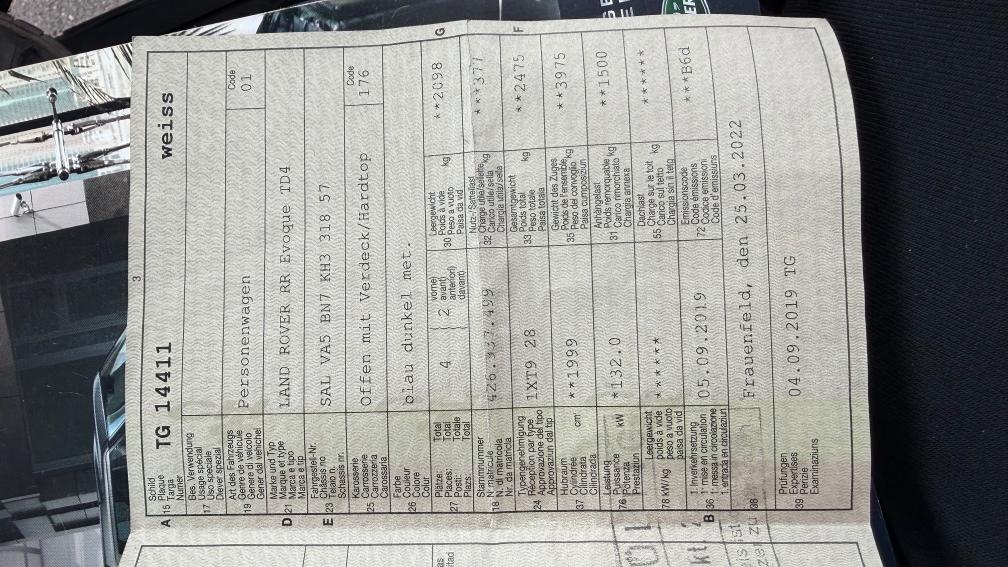 3
A 15 Schild
Plaque
Targa
Numer
TG 14411
weiss
17 Bes. Verwendung
Usage spécial
Uso speciale
Diever spezial
19 Art des Fahrzeugs
Genre de véhicule
Genere di veicolo
Gener dal vehichel
Personenwagen
Code
01
D 21 Marke und Typ
Marque et type
Marca e tipo
Marca e tip
LAND ROVER RR Evoque TD4
E 23 Fahrgestell-Nr.
Châssis no
Telaio n.
Schassis nr.
SAL VA5 BN7 KH3 318 57
25 Karosserie
Carosserie
Carrozzeria
Carossaria
Offen mit Verdeck/Hardtop
Code
176
26 Farbe
Couleur
Colore
Colur
blau dunkel met.
27 Plätze: Total
Places: Total
Posti: Totale
Plazs: Total
4
2
vorne)
avant)
anteriori)
davant)
30 Leergewicht
Poids à vide
Peso a vuoto
Paisa da vid
kg
**2098
G
18 Stammnummer
N° matricule
N. di matricola
Nr. da matricla
32 Nutz-/Sattellast
Charge utile/sellette
Carico utile/sella
Chargia utila/sella
kg
***377
24 Typengenehmigung
Réception par type
Approvazione del tipo
Approvaziun dal tip
1XT9 28
33 Gesamtgewicht
Poids total
Peso totale
Paisa totala
kg
**2475
F
37 Hubraum
Cylindrée
Cilindrata
Cilindrada
cm
**1999
35 Gewicht des Zuges
Poids de l'ensemble
Peso del convoglio
Paisa cumposiziun
kg
**3975
76 Leistung
Puissance
Potenza
Prestaziun
kW
*132.0
31 Anhängelast
Poids remorquable
Carico rimorchiato
Chargia annexa
kg
**1500
78 kW/kg
Leergewicht
poids à vide
peso a vuoto
paisa da vid
******
55 Dachlast
Charge sur le toit
Carico sul tetto
Chargia sin il tetg
kg
******
B 36 1. Inverkehrsetzung
1. mise en circulation
1. messa in circolazione
1. entrada en circulaziun
05.09.2019
72 Emissionscode
Code émissions
Codice emissioni
Code d'emissiuns
***B6d
38
Frauenfeld, den 25.03.2022
39 Prüfungen
Expertises
Perizie
Examinaziuns
04.09.2019 TG